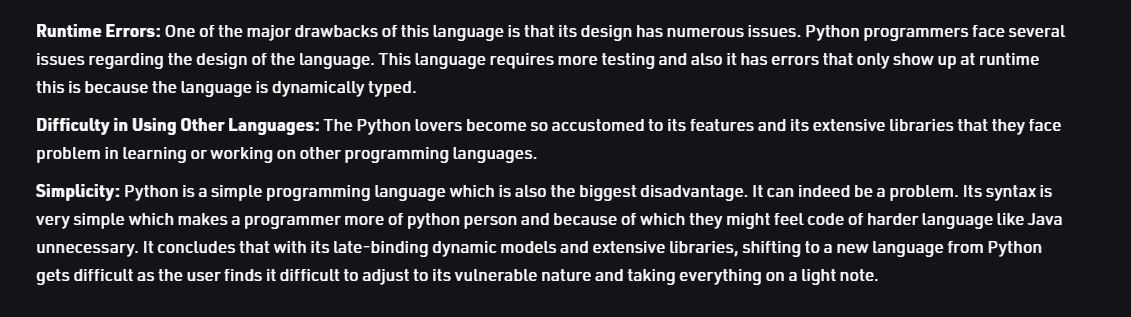 Runtime Errors: One of the major drawbacks of this language is that its design has numerous issues. Python programmers face several
issues regarding the design of the language. This language requires more testing and also it has errors that only show up at runtime
this is because the language is dynamically typed.
Difficulty in Using Other Languages: The Python lovers become so accustomed to its features and its extensive libraries that they face
problem in learning or working on other programming languages.
Simplicity: Python is a simple programming language which is also the biggest disadvantage. It can indeed be a problem. Its syntax is
very simple which makes a programmer more of python person and because of which they might feel code of harder language like Java
unnecessary. It concludes that with its late-binding dynamic models and extensive libraries, shifting to a new language from Python
gets difficult as the user finds it difficult to adjust to its vulnerable nature and taking everything on a light note.